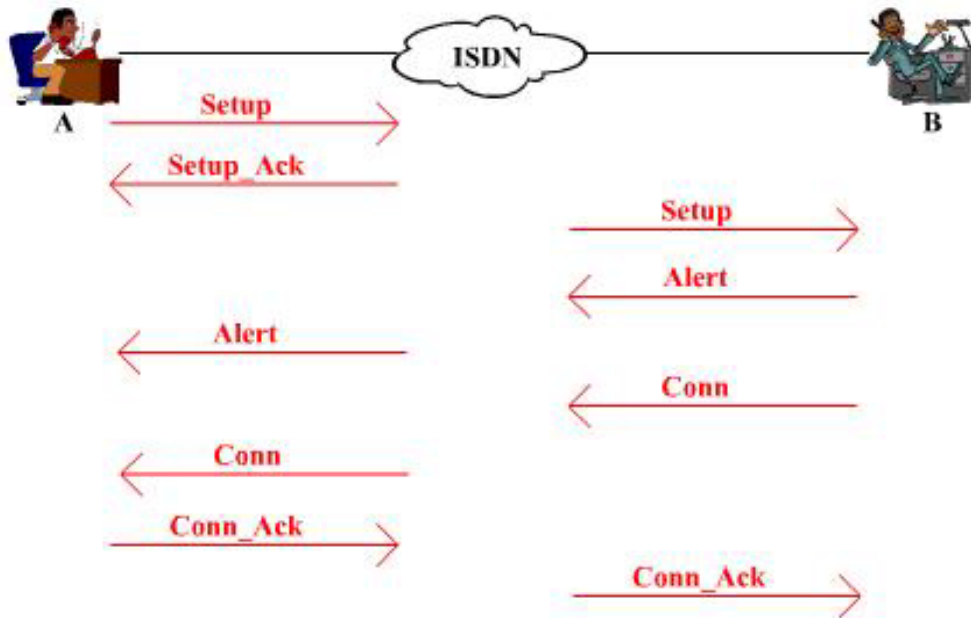 ISDN
A
B
Setup
Setup_Ack
Setup
Alert
Alert
Conn
Conn
Conn_Ack
Conn_Ack